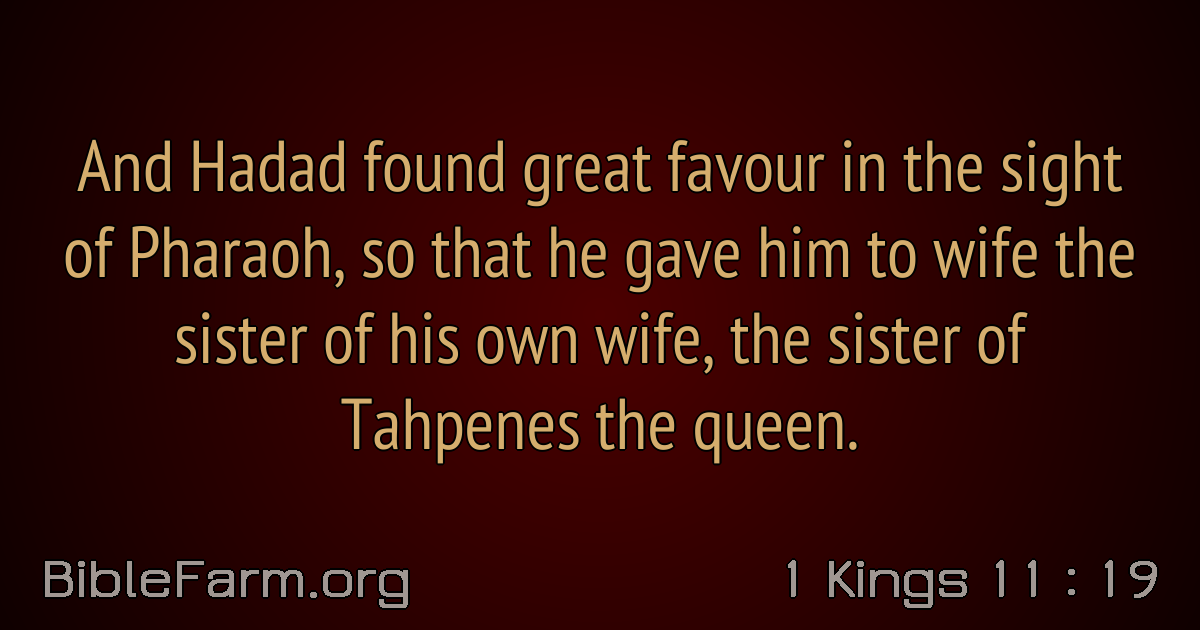 And Hadad found great favour in the sight
of Pharaoh, so that he gave him to wife the
sister of his own wife, the sister of
Tahpenes the queen.
BibleFarm.org
1 Kings 11 : 19